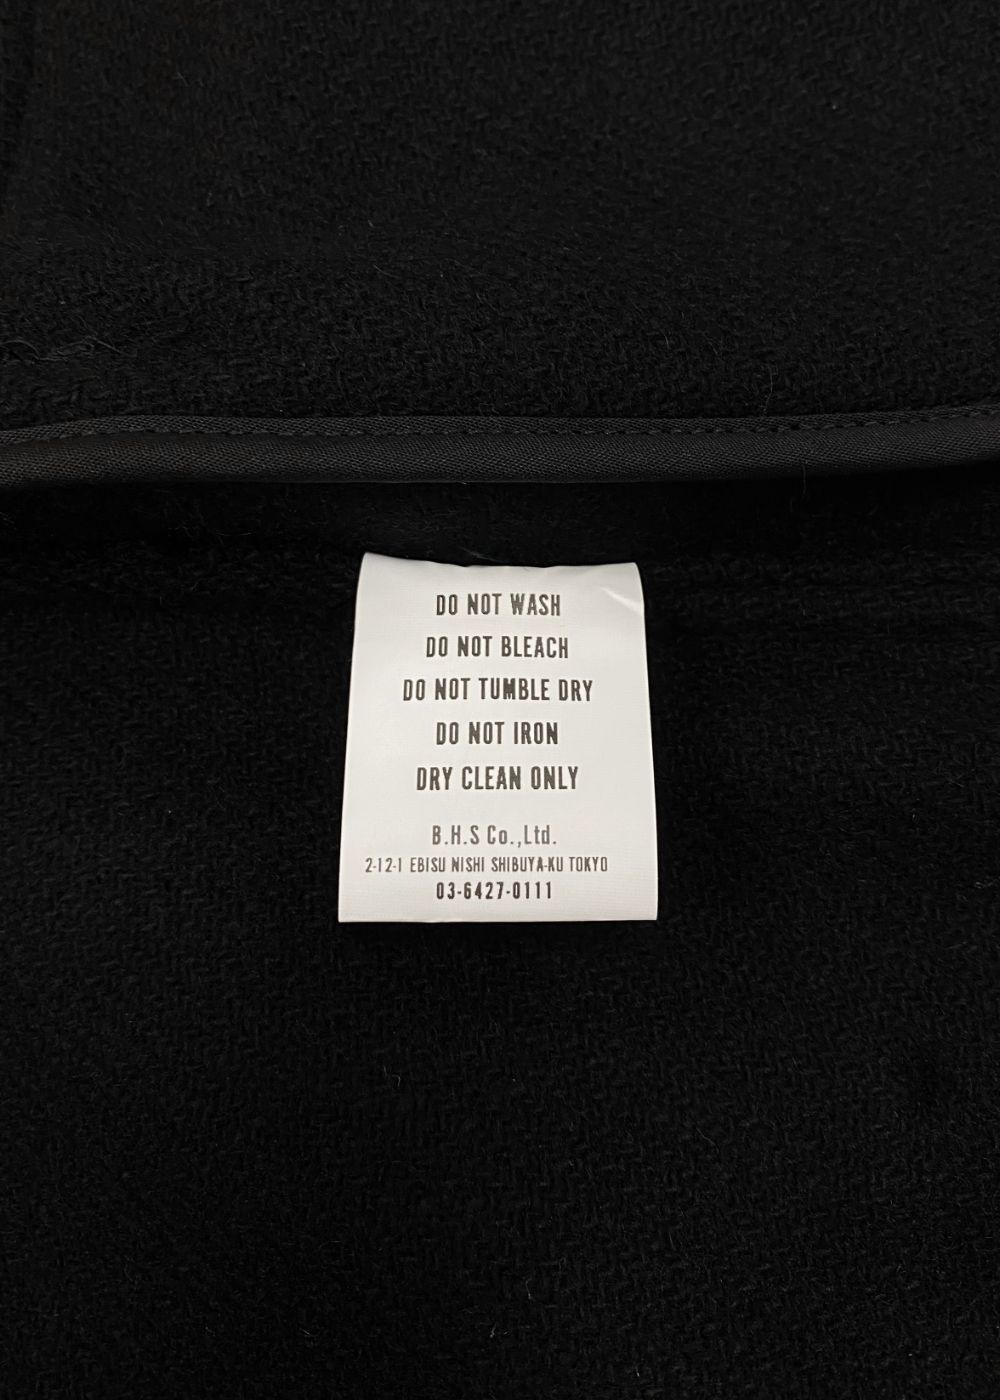 DO NOT WASH
DO NOT BLEACH
DO NOT TUMBLE DRY
DO NOT IRON
DRY CLEAN ONLY
B.H.S Co.,Ltd.
2-12-1 EBISU NISHI SHIBUYA-KU TOKYO
03-6427-0111